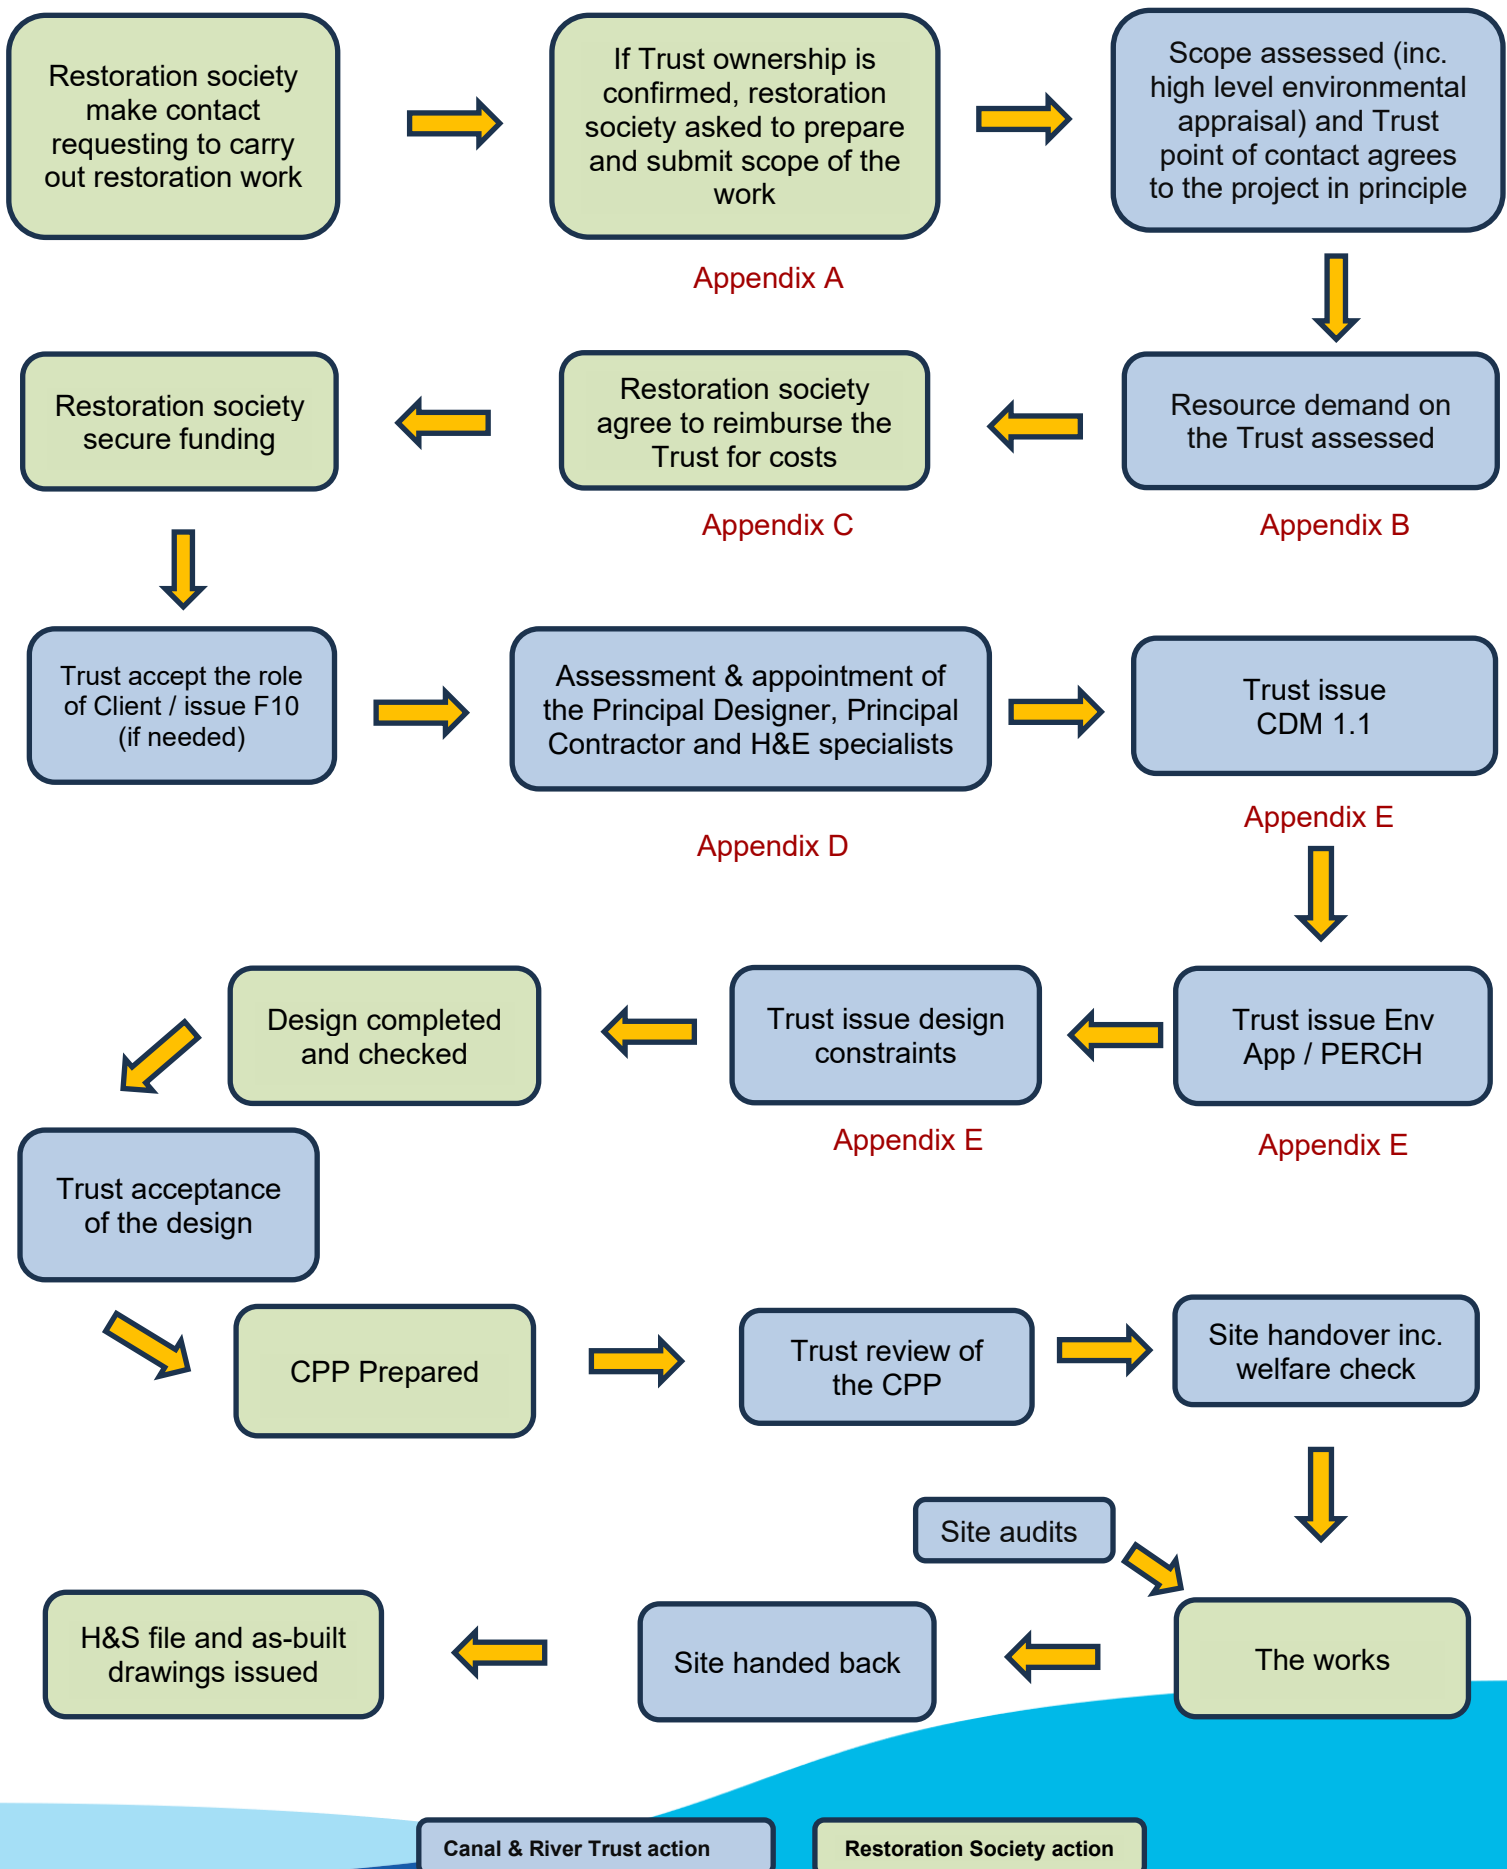 Restoration society
make contact
requesting to carry
out restoration work
If Trust ownership is
confirmed, restoration
society asked to prepare
and submit scope of the
work
Scope assessed (inc.
high level environmental
appraisal) and Trust
point of contact agrees
to the project in principle
Appendix A
Restoration society
secure funding
Restoration society
agree to reimburse the
Trust for costs
Resource demand on
the Trust assessed
Appendix C
Appendix B
Trust accept the role
of Client / issue F10
(if needed)
Assessment & appointment of
the Principal Designer, Principal
Contractor and H&E specialists
Trust issue
CDM 1.1
Appendix E
Appendix D
Design completed
and checked
Trust issue design
constraints
Trust issue Env
App / PERCH
Appendix E
Appendix E
Trust acceptance
of the design
CPP Prepared
Trust review of
the CPP
Site handover inc.
welfare check
Site audits
H&S file and as-built
drawings issued
Site handed back
The works
Canal & River Trust action
Restoration Society action